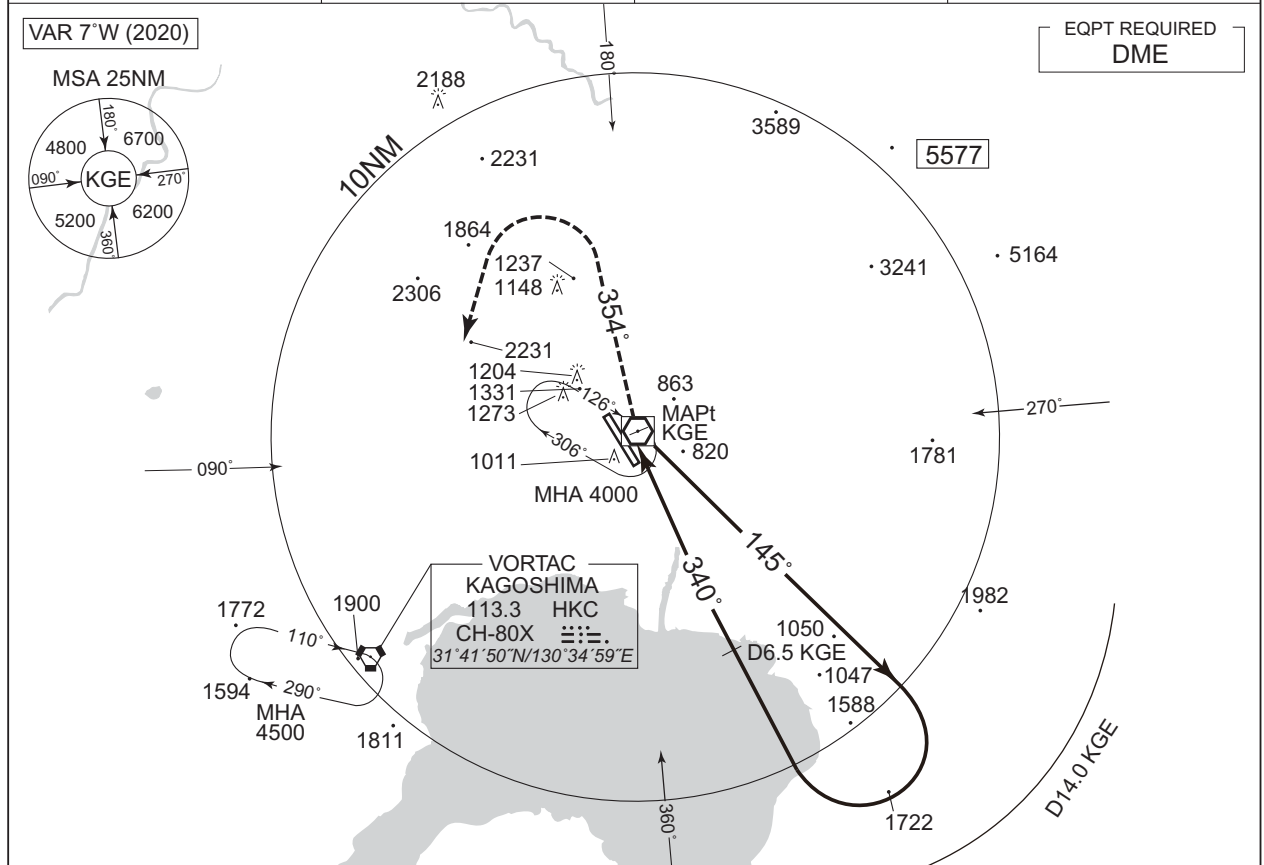 VAR 7°W (2020)
EQPT REQUIRED
DME
MSA 25NM
180°
4800
6700
090°
KGE
270°
5200
6200
360°
2188
180°
3589
5577
10NM
2231
1864
1237
1148
2306
354°
3241
5164
2231
1204
1331
1273
126°
863
MAPt
KGE
306°
820
1011
270°
1781
090°
MHA 4000
145°
340°
VORTAC
KAGOSHIMA
113.3 HKC
CH-80X
31°41´50˝N/130°34´59˝E
1982
1772
1900
110°
1050
D6.5 KGE
1047
1594
290°
1588
MHA
4500
1811
D14.0 KGE
360°
1722